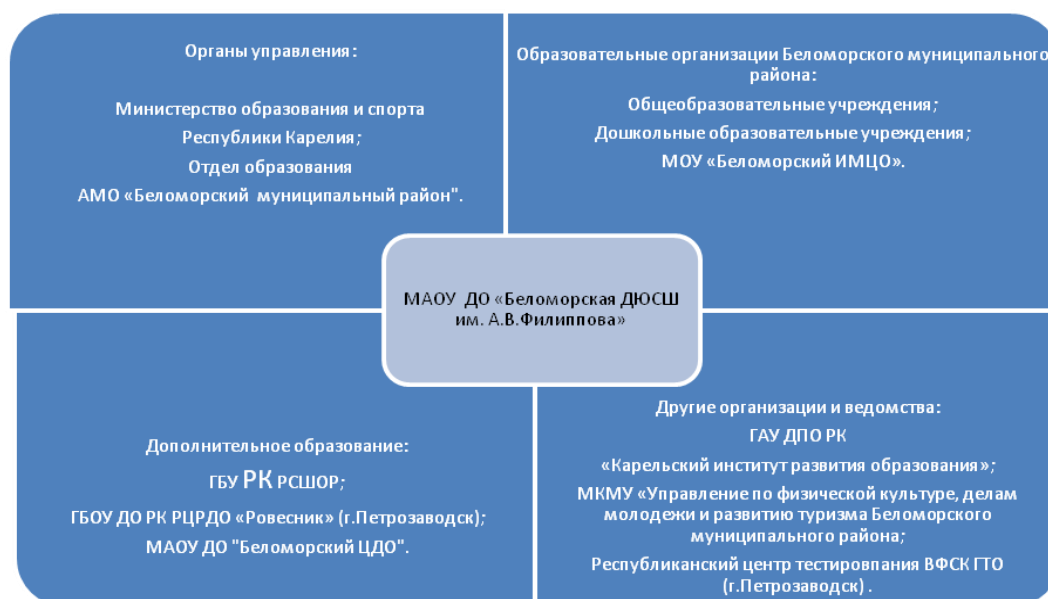 Органы управления:
Министерство образования и спорта
Республики Карелия;
Отдел образования
АМО «Беломорский муниципальный район".
Образовательные организации Беломорского муниципального
района:
Общеобразовательные учреждения;
Дошкольные образовательные учреждения;
МОУ «Беломорский ИМЦО».
МАОУ ДО «Беломорская ДЮСШ
им. А.В.Филиппова»
Дополнительное образование:
ГБУ РК РСШОР;
ГБОУ ДО РК РЦРДО «Ровесник» (г.Петрозаводск);
МАОУ ДО "Беломорский ЦДО".
Другие организации и ведомства:
ГАУ ДПО РК
«Карельский институт развития образования»;
МКМУ «Управление по физической культуре, делам
молодежи и развитию туризма Беломорского
муниципального района;
Республиканский центр тестировпания ВФСК ГТО
(г.Петрозаводск) .